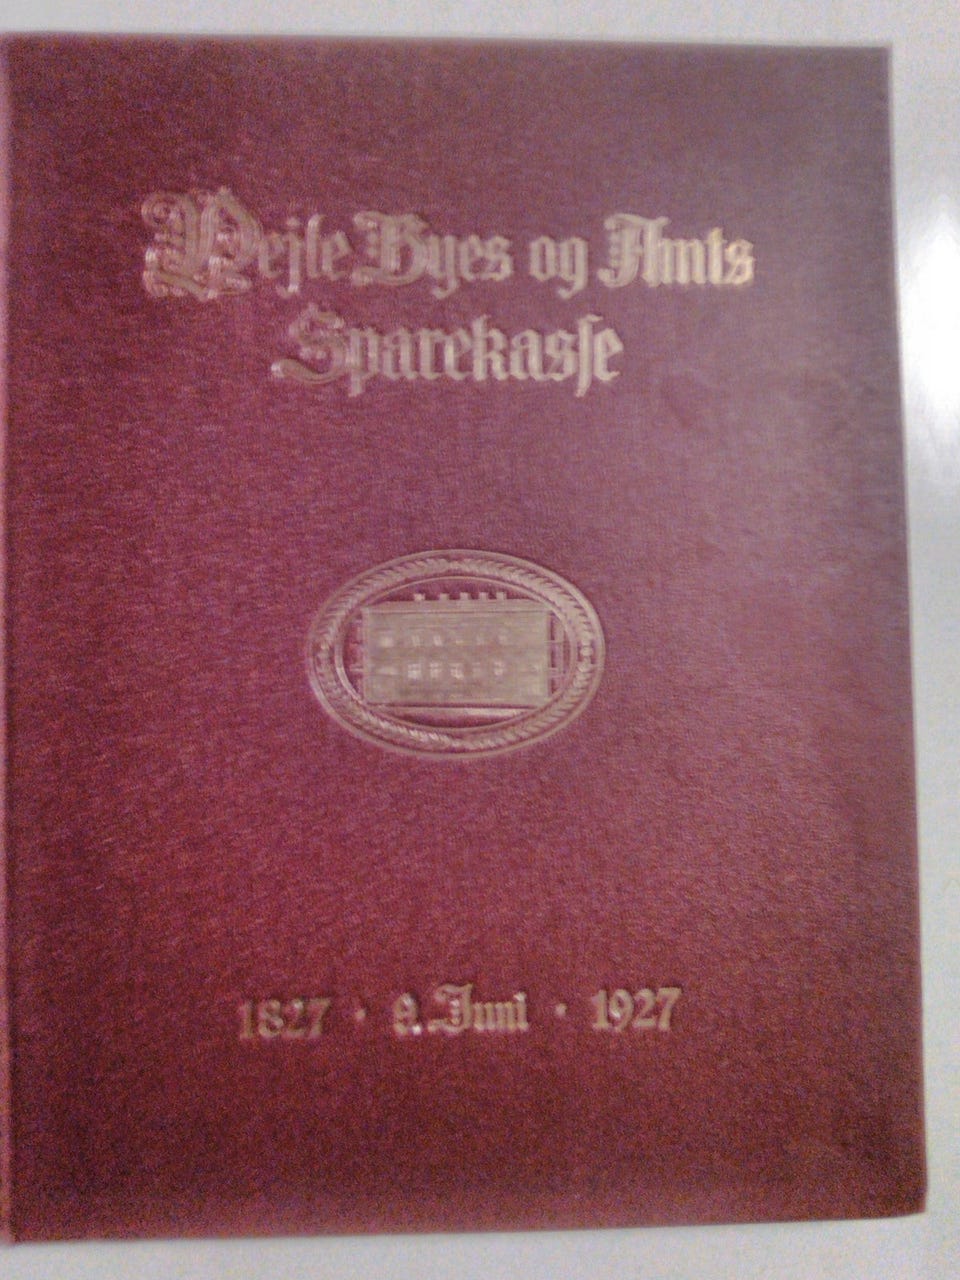 Vejle Byes og Amts
Sparekasse
1827 · 9. Juni · 1927